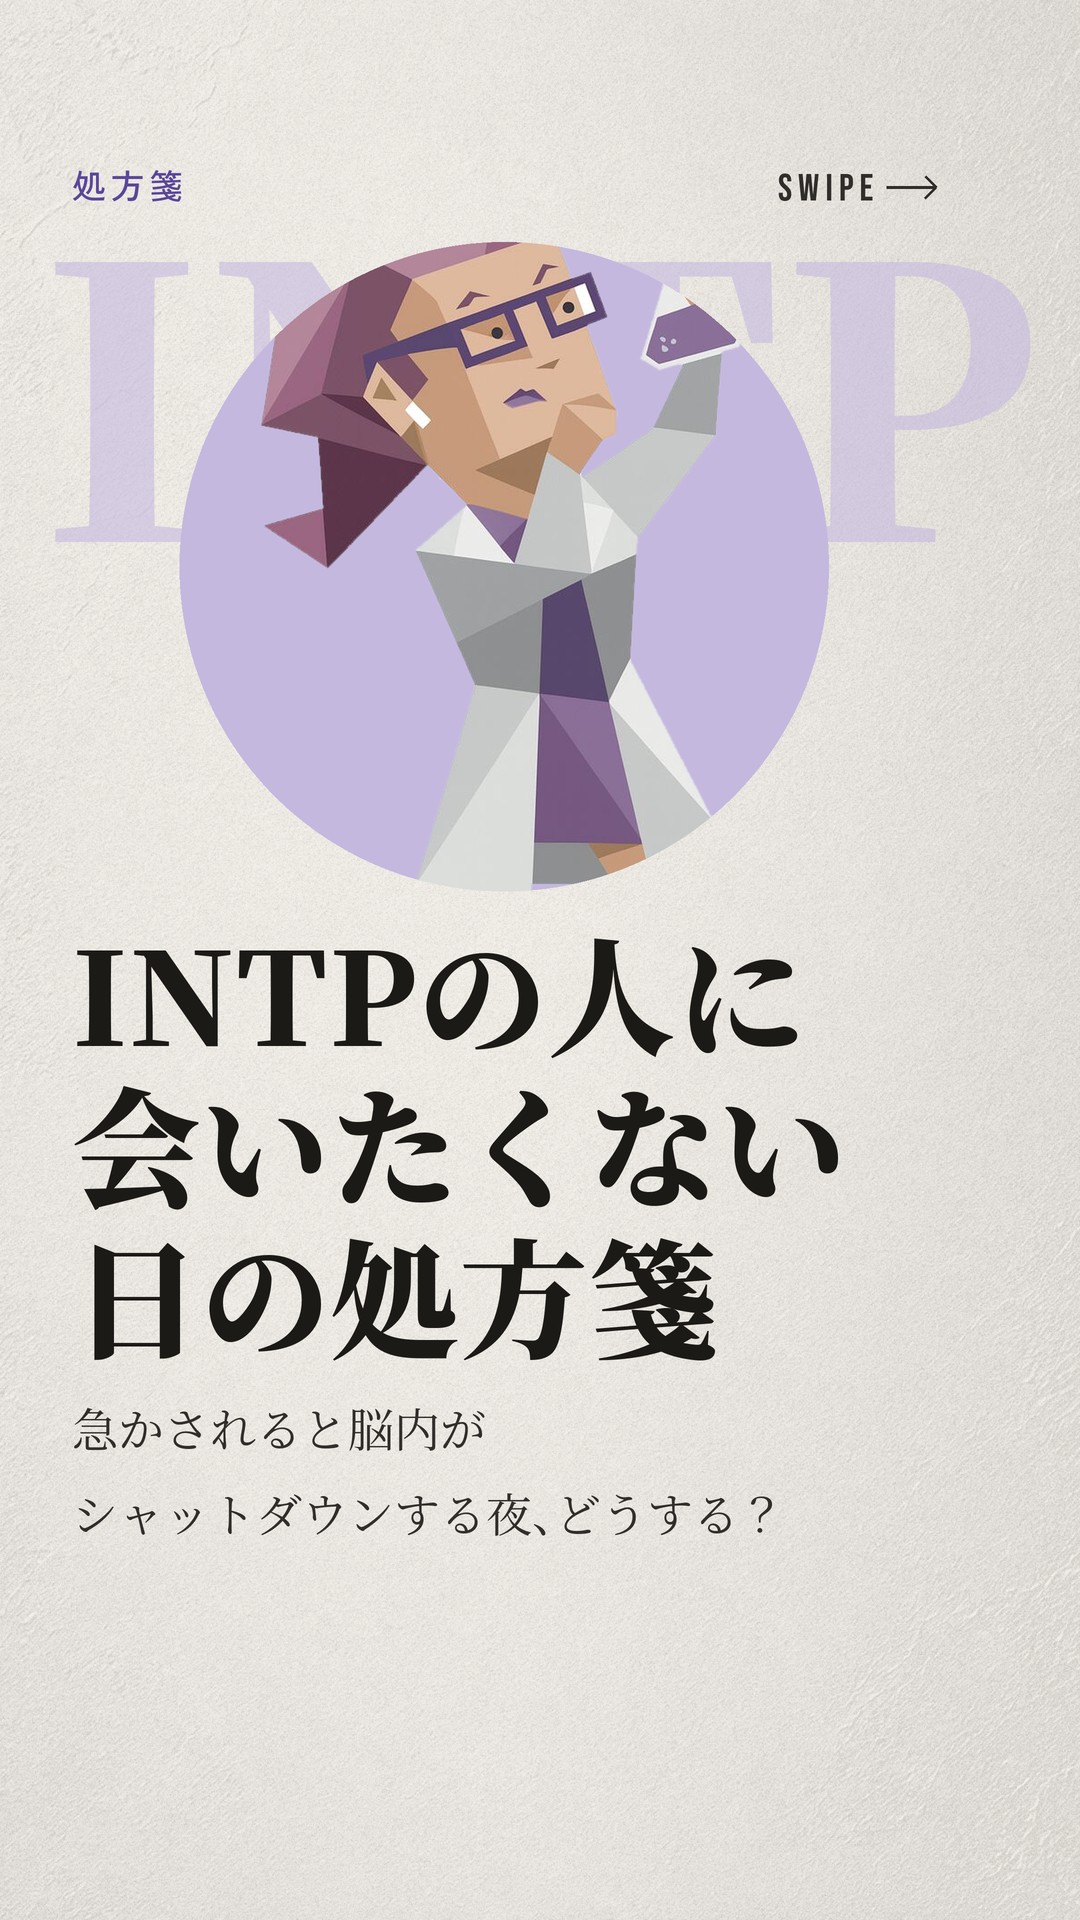 処方箋
SWIPE →
INTP
INTPの人に
会いたくない
日の処方箋
急かされると脳内が
シャットダウンする夜、どうする？